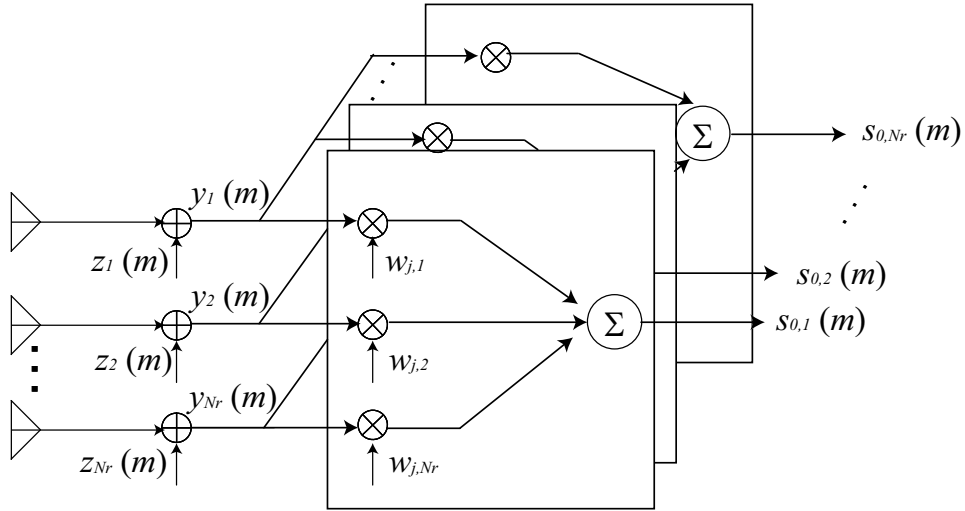 Σ
s0,Nr (m)
y1 (m)
z1 (m)
wj,1
s0,2 (m)
y2 (m)
Σ
s0,1 (m)
z2 (m)
wj,2
yNr (m)
zNr (m)
wj,Nr